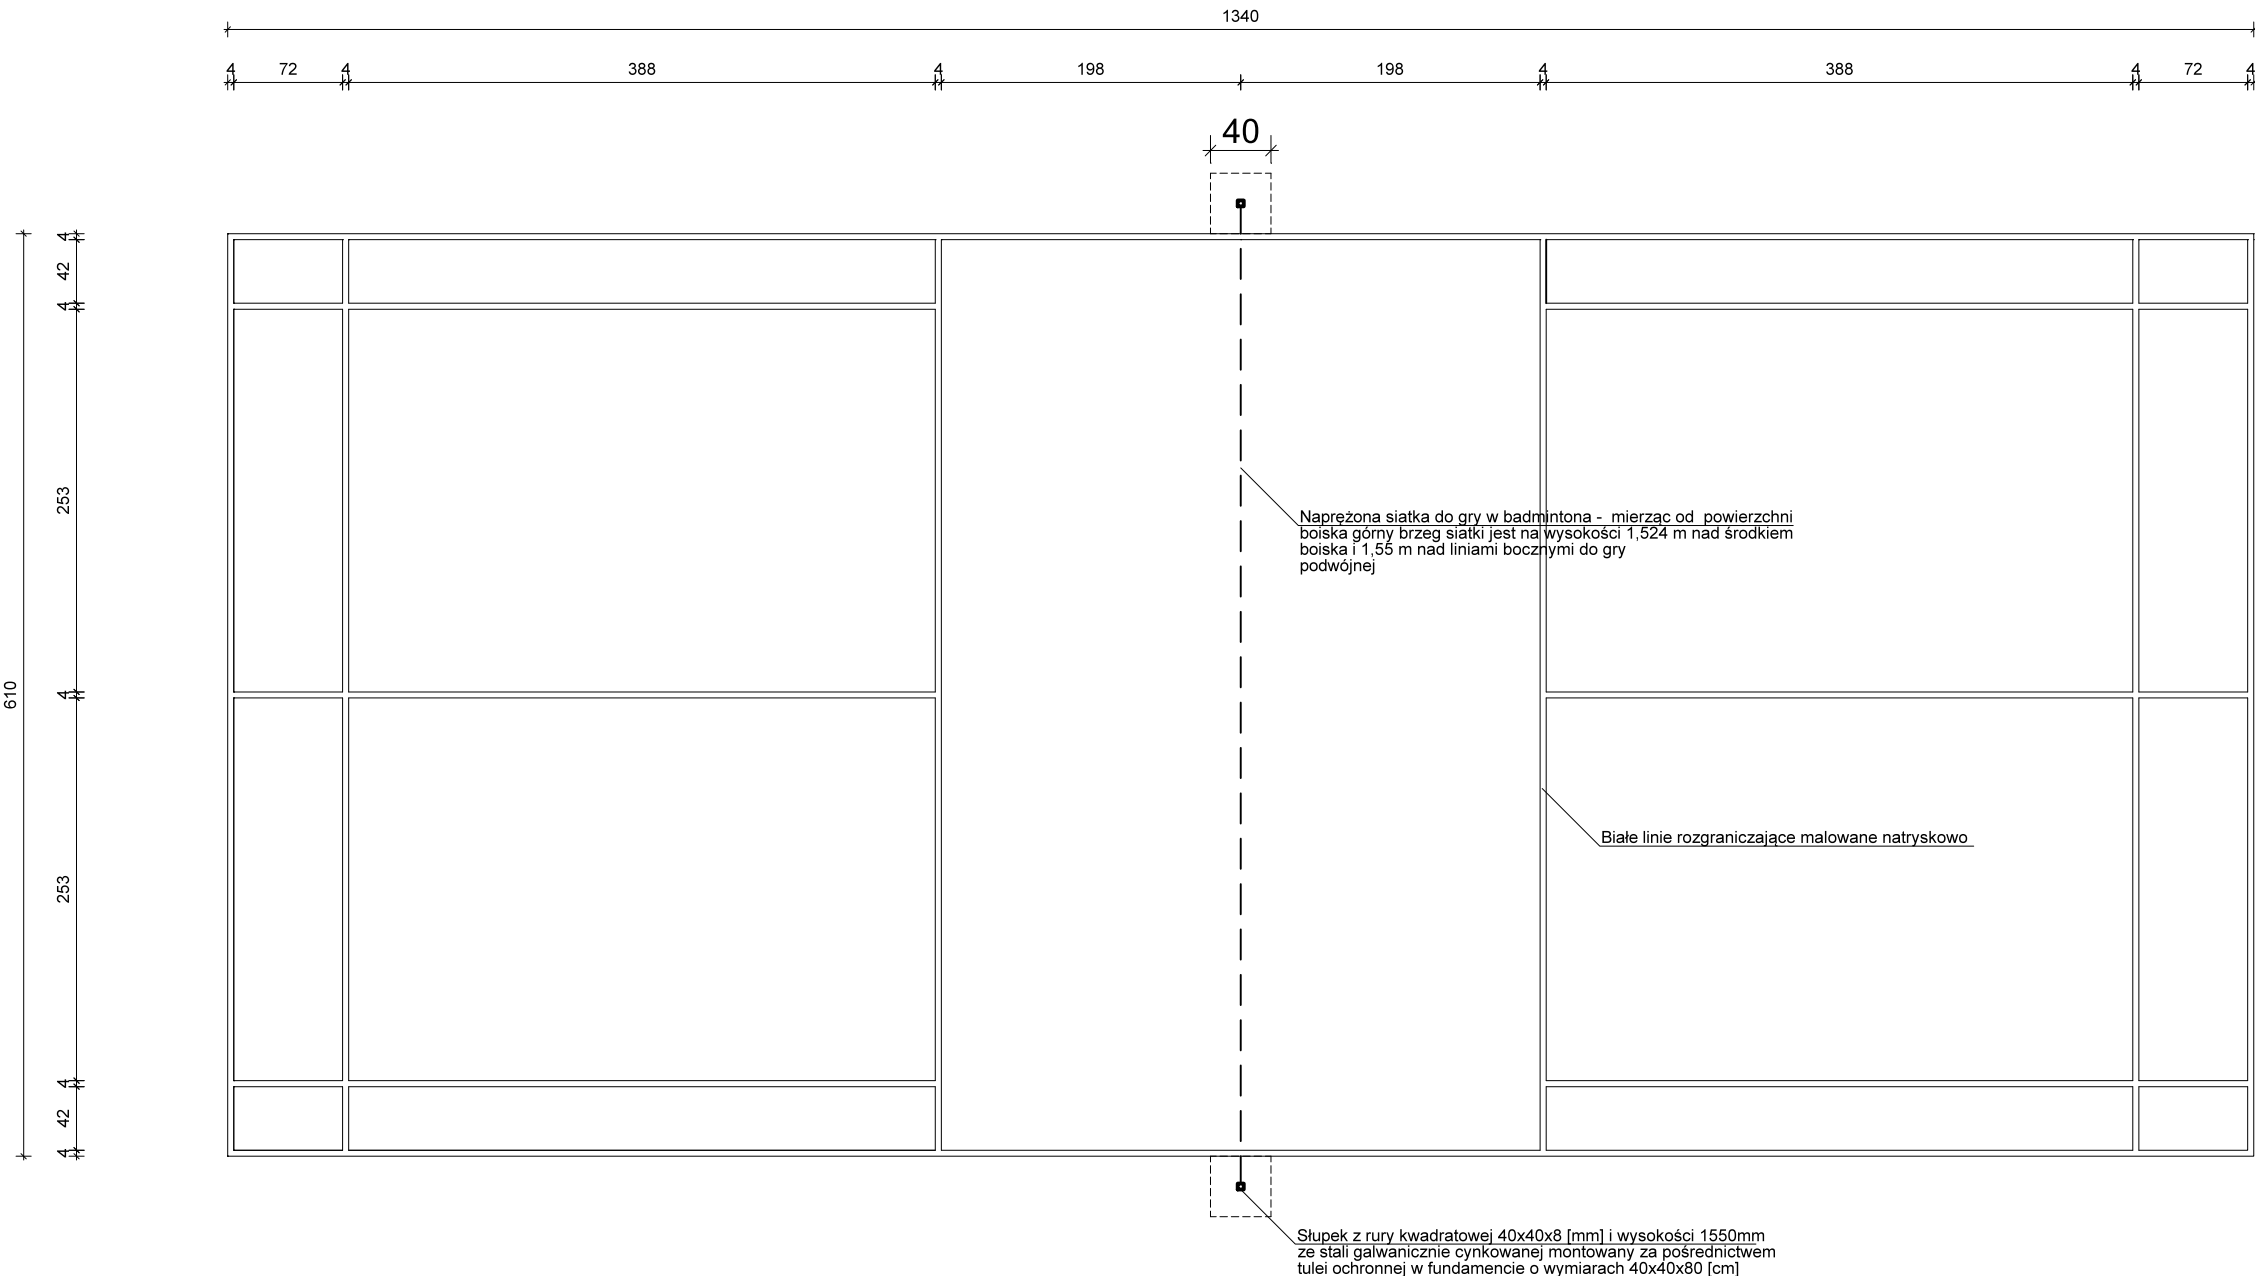 1340
4 72 4 388 4 198 198 4 388 4 72 4
40
4
42
4
253
4
253
4
42
4
610
Naprężona siatka do gry w badmintona - mierząc od powierzchni
boiska górny brzeg siatki jest na wysokości 1,524 m nad środkiem
boiska i 1,55 m nad liniami bocznymi do gry
podwójnej
Białe linie rozgraniczające malowane natryskowo
Słupek z rury kwadratowej 40x40x8 [mm] i wysokości 1550mm
ze stali galwanicznie cynkowanej montowany za pośrednictwem
tulei ochronnej w fundamencie o wymiarach 40x40x80 [cm]